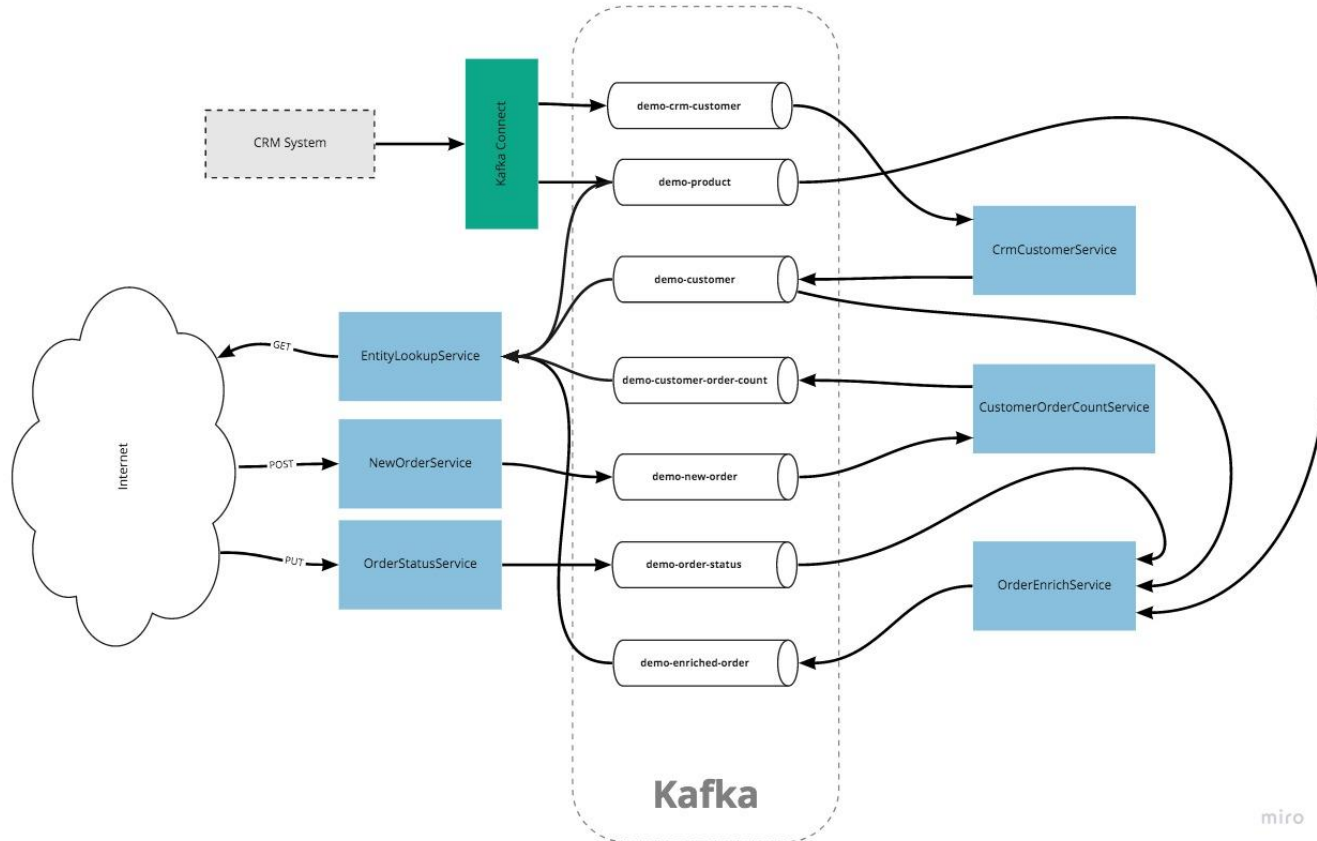 demo-crm-customer
CRM System
Kafka Connect
demo-product
CrmCustomerService
demo-customer
GET
EntityLookupService
demo-customer-order-count
CustomerOrderCountService
Internet
POST
NewOrderService
demo-new-order
PUT
OrderStatusService
demo-order-status
OrderEnrichService
demo-enriched-order
Kafka
miro